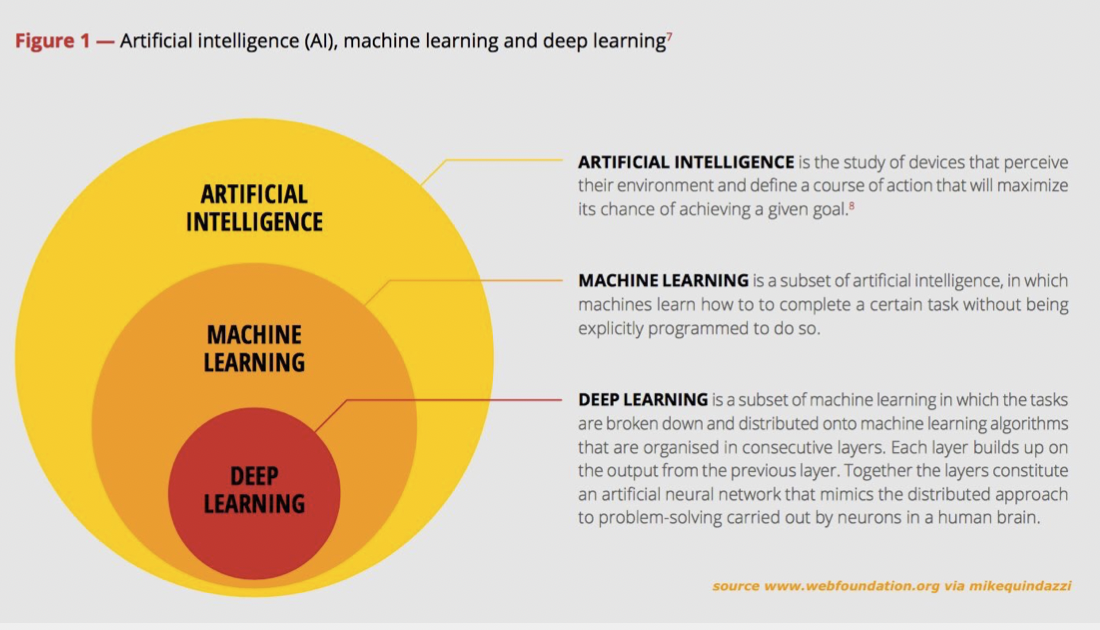 Figure 1 — Artificial intelligence (AI), machine learning and deep learning7
ARTIFICIAL
INTELLIGENCE
MACHINE
LEARNING
DEEP
LEARNING
ARTIFICIAL INTELLIGENCE is the study of devices that perceive
their environment and define a course of action that will maximize
its chance of achieving a given goal.8
MACHINE LEARNING is a subset of artificial intelligence, in which
machines learn how to to complete a certain task without being
explicitly programmed to do so.
DEEP LEARNING is a subset of machine learning in which the tasks
are broken down and distributed onto machine learning algorithms
that are organised in consecutive layers. Each layer builds up on
the output from the previous layer. Together the layers constitute
an artificial neural network that mimics the distributed approach
to problem-solving carried out by neurons in a human brain.
source www.webfoundation.org via mikequindazzi